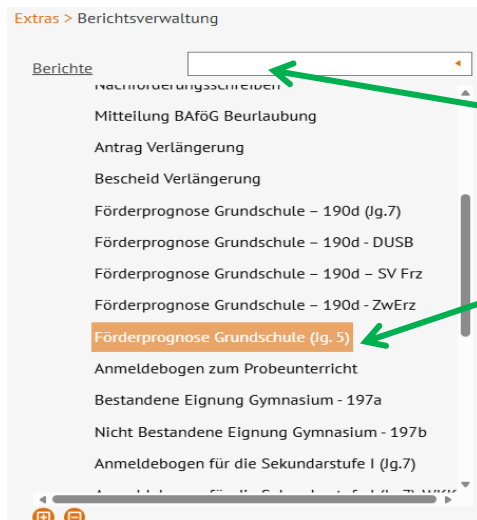 Extras > Berichtsverwaltung
Berichte
Nachforderungsschreiben
Mitteilung BAföG Beurlaubung
Antrag Verlängerung
Bescheid Verlängerung
Förderprognose Grundschule – 190d (Jg.7)
Förderprognose Grundschule – 190d - DUSB
Förderprognose Grundschule – 190d – SV Frz
Förderprognose Grundschule – 190d - ZwErz
Förderprognose Grundschule (Jg. 5)
Anmeldebogen zum Probeunterricht
Bestandene Eignung Gymnasium - 197a
Nicht Bestandene Eignung Gymnasium - 197b
Anmeldebogen für die Sekundarstufe I (Jg.7)